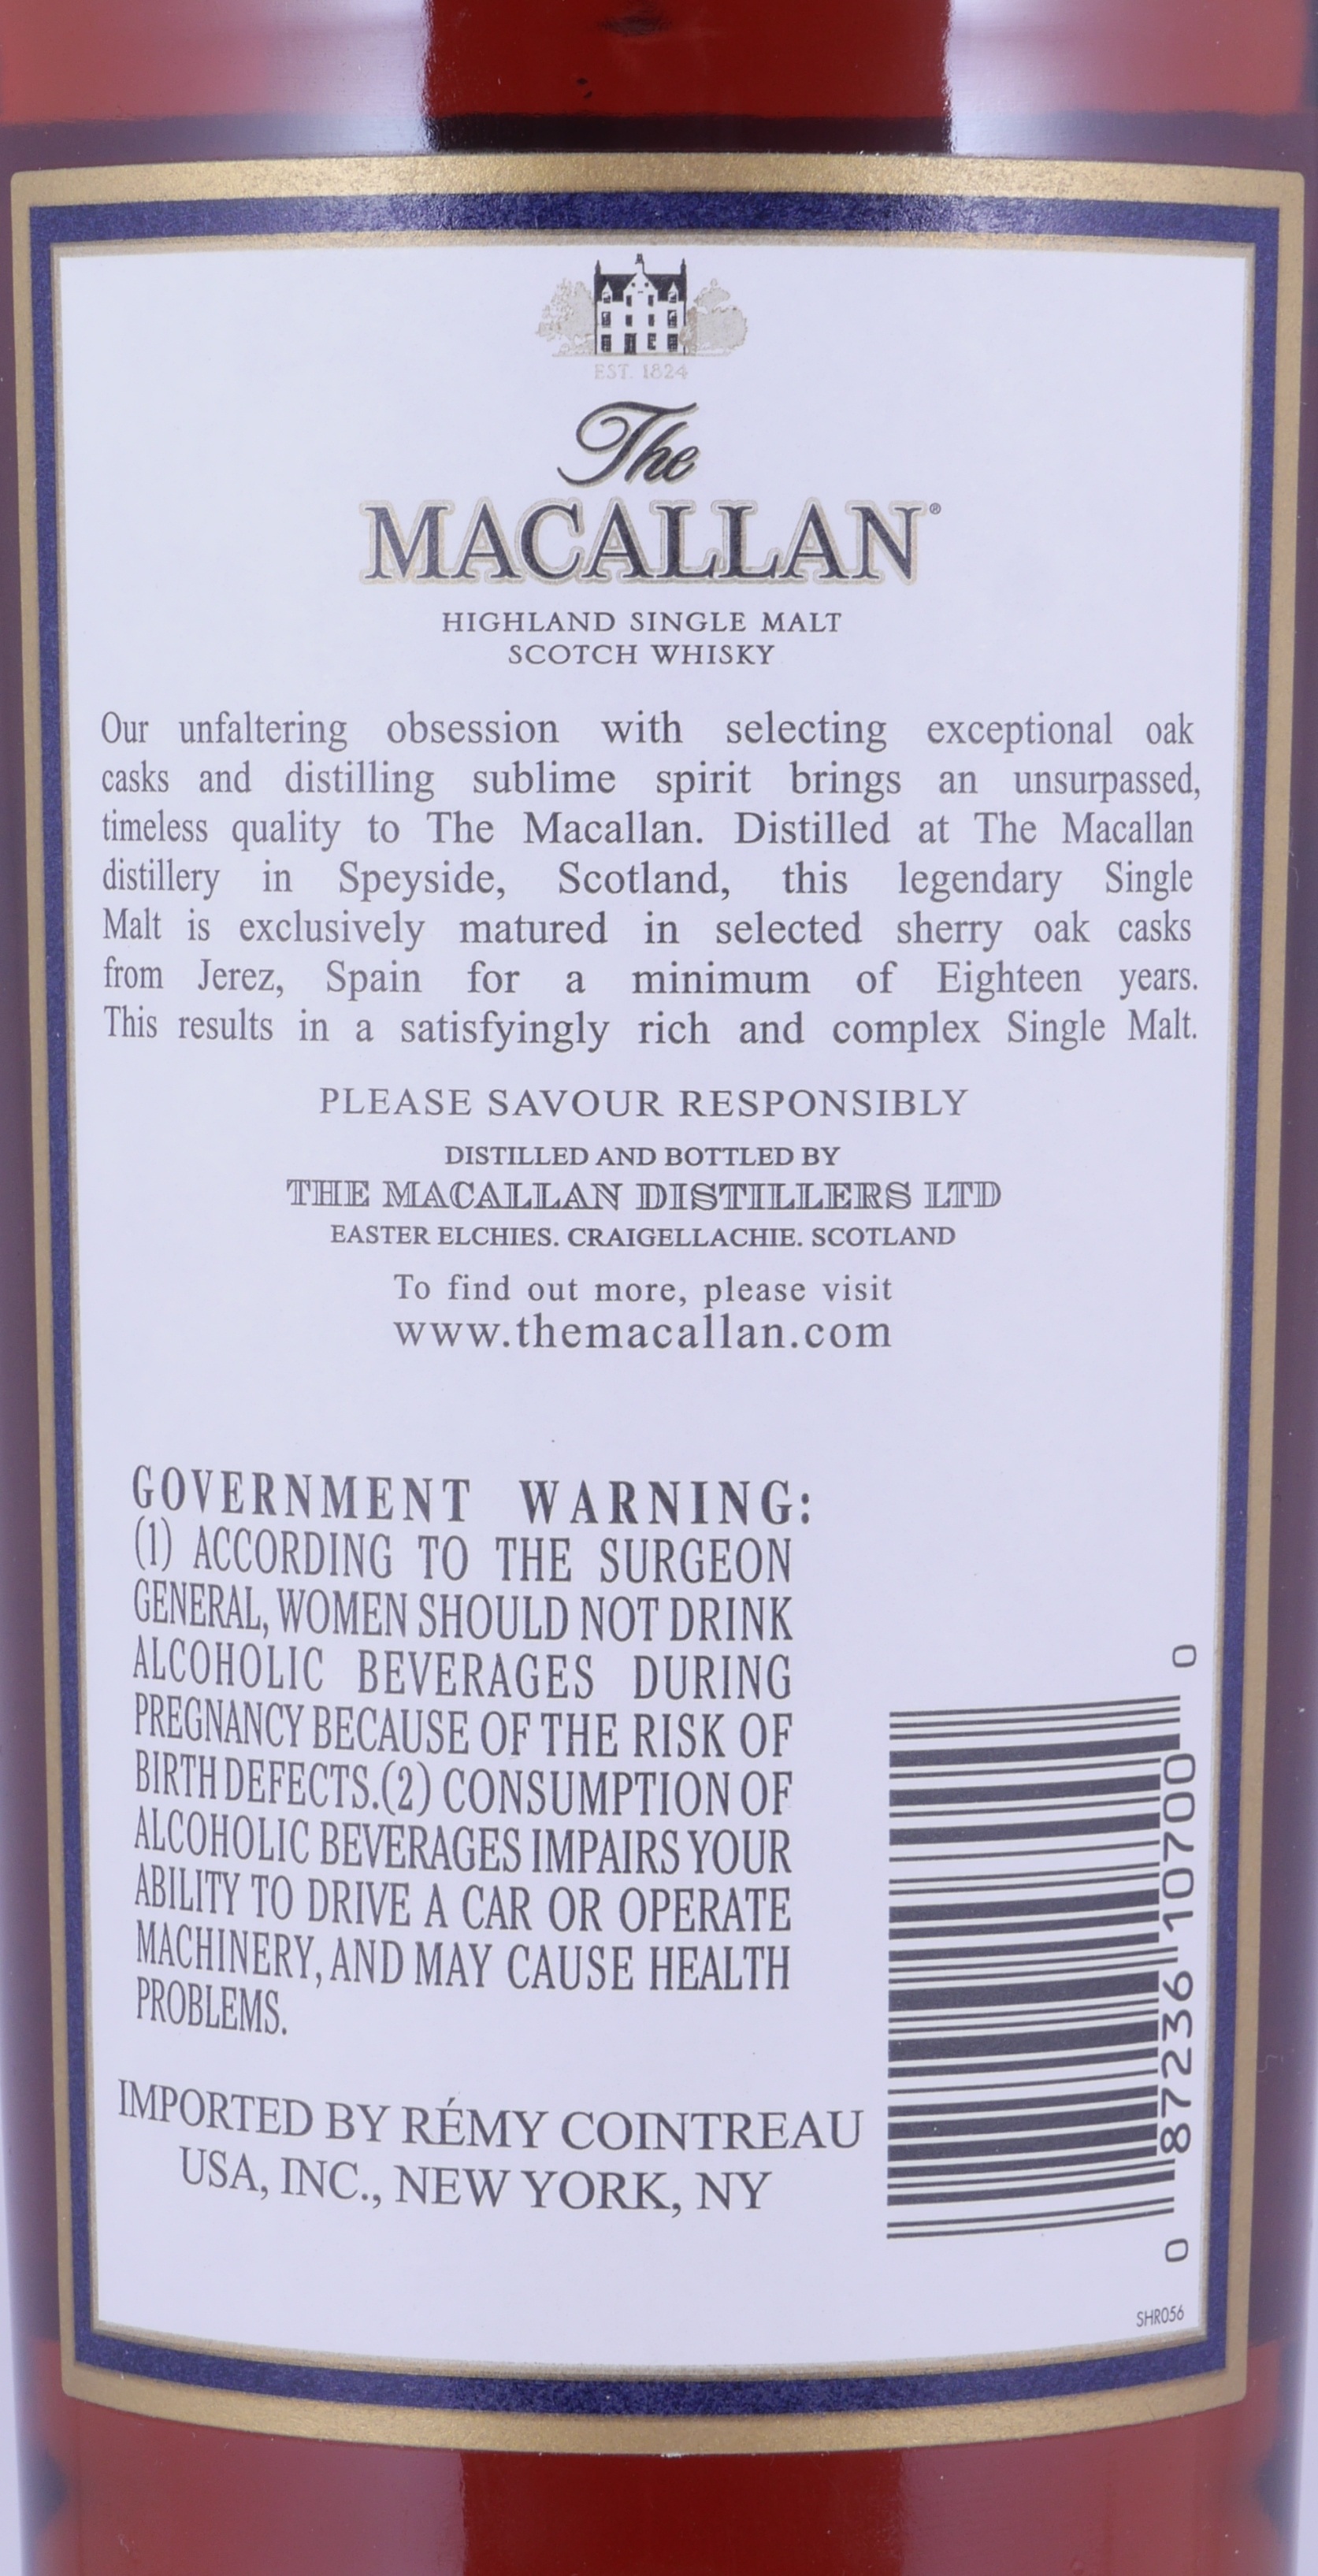 EST. 1824
The
MACALLAN®
HIGHLAND SINGLE MALT
SCOTCH WHISKY
Our unfaltering obsession with selecting exceptional oak
casks and distilling sublime spirit brings an unsurpassed,
timeless quality to The Macallan. Distilled at The Macallan
distillery in Speyside, Scotland, this legendary Single
Malt is exclusively matured in selected sherry oak casks
from Jerez, Spain for a minimum of Eighteen years.
This results in a satisfyingly rich and complex Single Malt.
PLEASE SAVOUR RESPONSIBLY
DISTILLED AND BOTTLED BY
THE MACALLAN DISTILLERS LTD
EASTER ELCHIES. CRAIGELLACHIE. SCOTLAND
To find out more, please visit
www.themacallan.com
GOVERNMENT WARNING:
(1) ACCORDING TO THE SURGEON
GENERAL, WOMEN SHOULD NOT DRINK
ALCOHOLIC BEVERAGES DURING
PREGNANCY BECAUSE OF THE RISK OF
BIRTH DEFECTS.(2) CONSUMPTION OF
ALCOHOLIC BEVERAGES IMPAIRS YOUR
ABILITY TO DRIVE A CAR OR OPERATE
MACHINERY, AND MAY CAUSE HEALTH
PROBLEMS.
IMPORTED BY RÉMY COINTREAU
USA, INC., NEW YORK, NY
0 87236 10700 0
SHR056